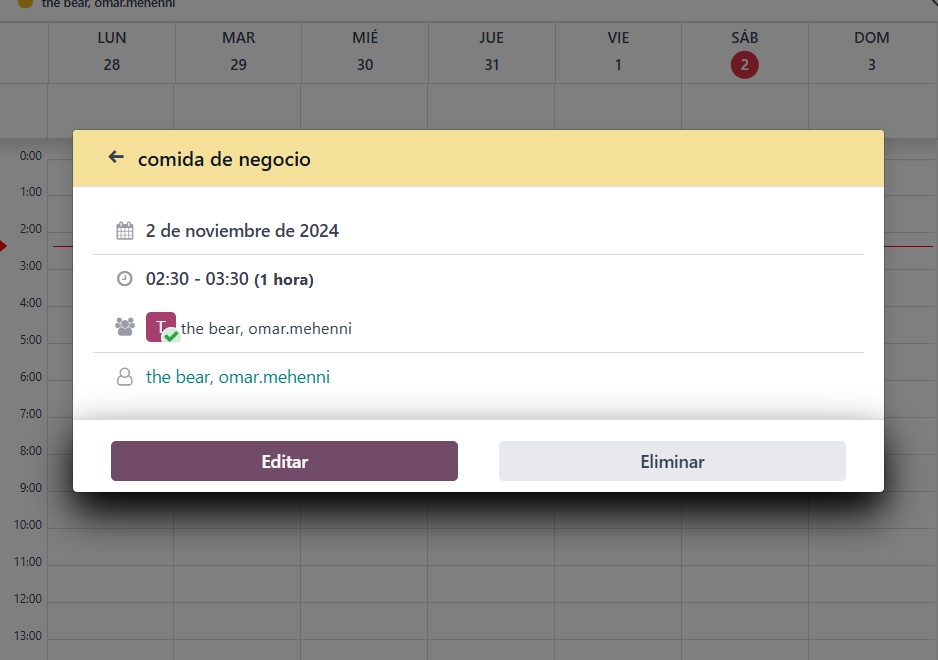 the bear, omar.mehenni
LUN MAR MIÉ JUE VIE SÁB DOM
28 29 30 31 1 2 3
comida de negocio
2 de noviembre de 2024
02:30 - 03:30 (1 hora)
T the bear, omar.mehenni
the bear, omar.mehenni
Editar Eliminar
0:00
1:00
2:00
3:00
4:00
5:00
6:00
7:00
8:00
9:00
10:00
11:00
12:00
13:00